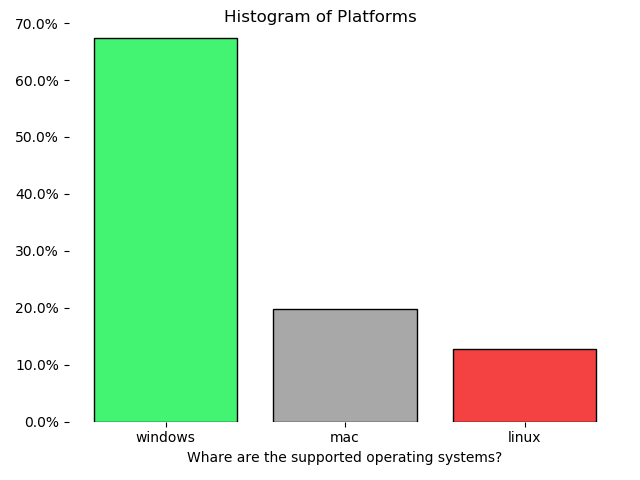 Histogram of Platforms
70.0%
60.0%
50.0%
40.0%
30.0%
20.0%
10.0%
0.0%
windows mac linux
Whare are the supported operating systems?